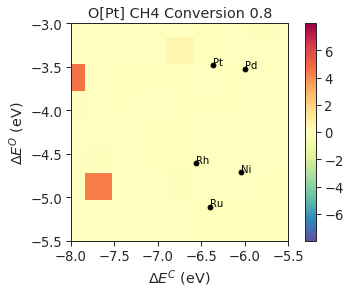 O[Pt] CH4 Conversion 0.8
−3.0
−3.5
−4.0
−4.5
−5.0
−5.5
ΔE^O (eV)
Pt
Pd
Rh
Ni
Ru
−8.0 −7.5 −7.0 −6.5 −6.0 −5.5
ΔE^C (eV)
6
4
2
0
−2
−4
−6